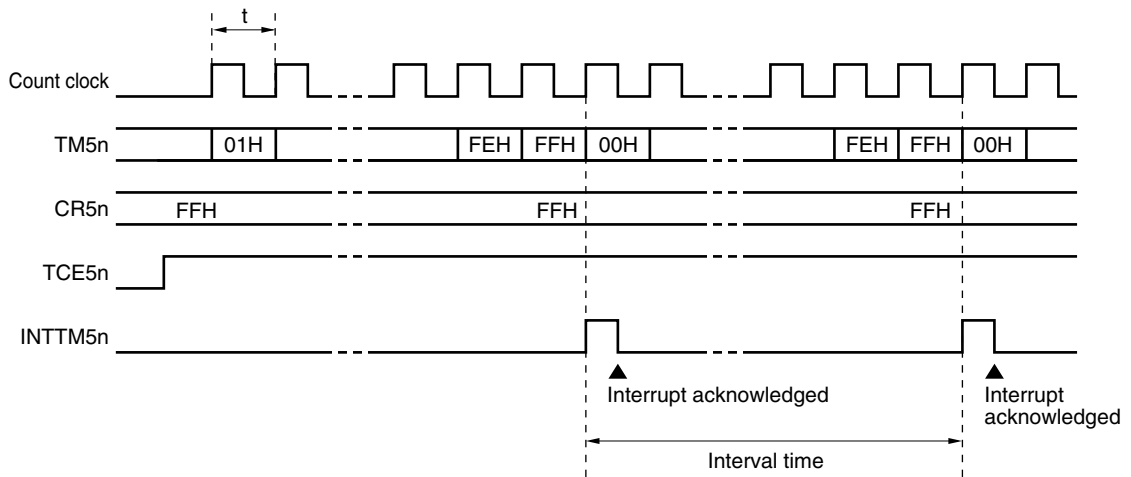 t
Count clock
TM5n 01H FEH FFH 00H FEH FFH 00H
CR5n FFH FFH FFH
TCE5n
INTTM5n
Interrupt acknowledged
Interrupt
acknowledged
Interval time